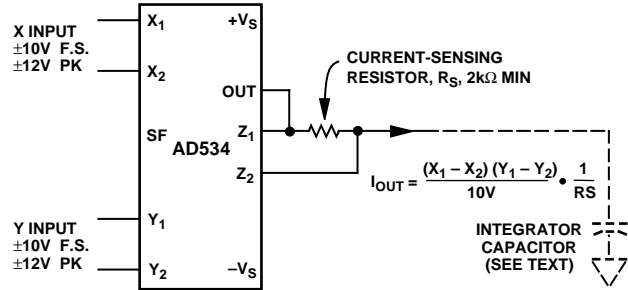 X INPUT
±10V F.S.
±12V PK
X1
X2
SF
Y INPUT
±10V F.S.
±12V PK
Y1
Y2
AD534
+VS
OUT
Z1
Z2
–VS
CURRENT-SENSING
RESISTOR, RS, 2kΩ MIN
IOUT = (X1 – X2) (Y1 – Y2) / 10V • 1 / RS
INTEGRATOR
CAPACITOR
(SEE TEXT)